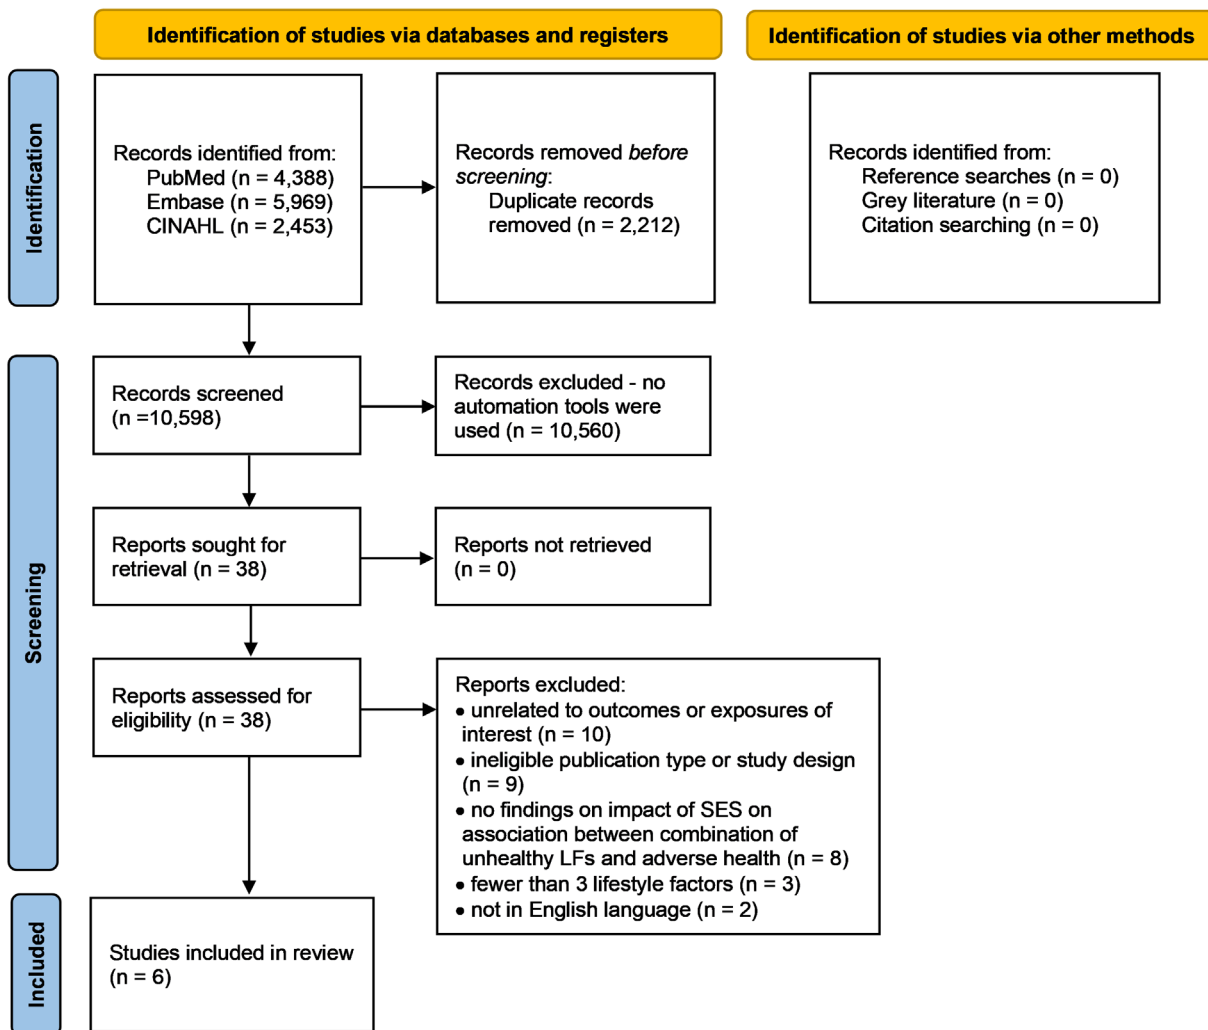 Identification of studies via databases and registers
Identification of studies via other methods
Identification
Records identified from:
PubMed (n = 4,388)
Embase (n = 5,969)
CINAHL (n = 2,453)
Records removed before
screening:
Duplicate records
removed (n = 2,212)
Records identified from:
Reference searches (n = 0)
Grey literature (n = 0)
Citation searching (n = 0)
Screening
Records screened
(n =10,598)
Records excluded - no
automation tools were
used (n = 10,560)
Reports sought for
retrieval (n = 38)
Reports not retrieved
(n = 0)
Reports assessed for
eligibility (n = 38)
Reports excluded:
• unrelated to outcomes or exposures of
interest (n = 10)
• ineligible publication type or study design
(n = 9)
• no findings on impact of SES on
association between combination of
unhealthy LFs and adverse health (n = 8)
• fewer than 3 lifestyle factors (n = 3)
• not in English language (n = 2)
Included
Studies included in review
(n = 6)